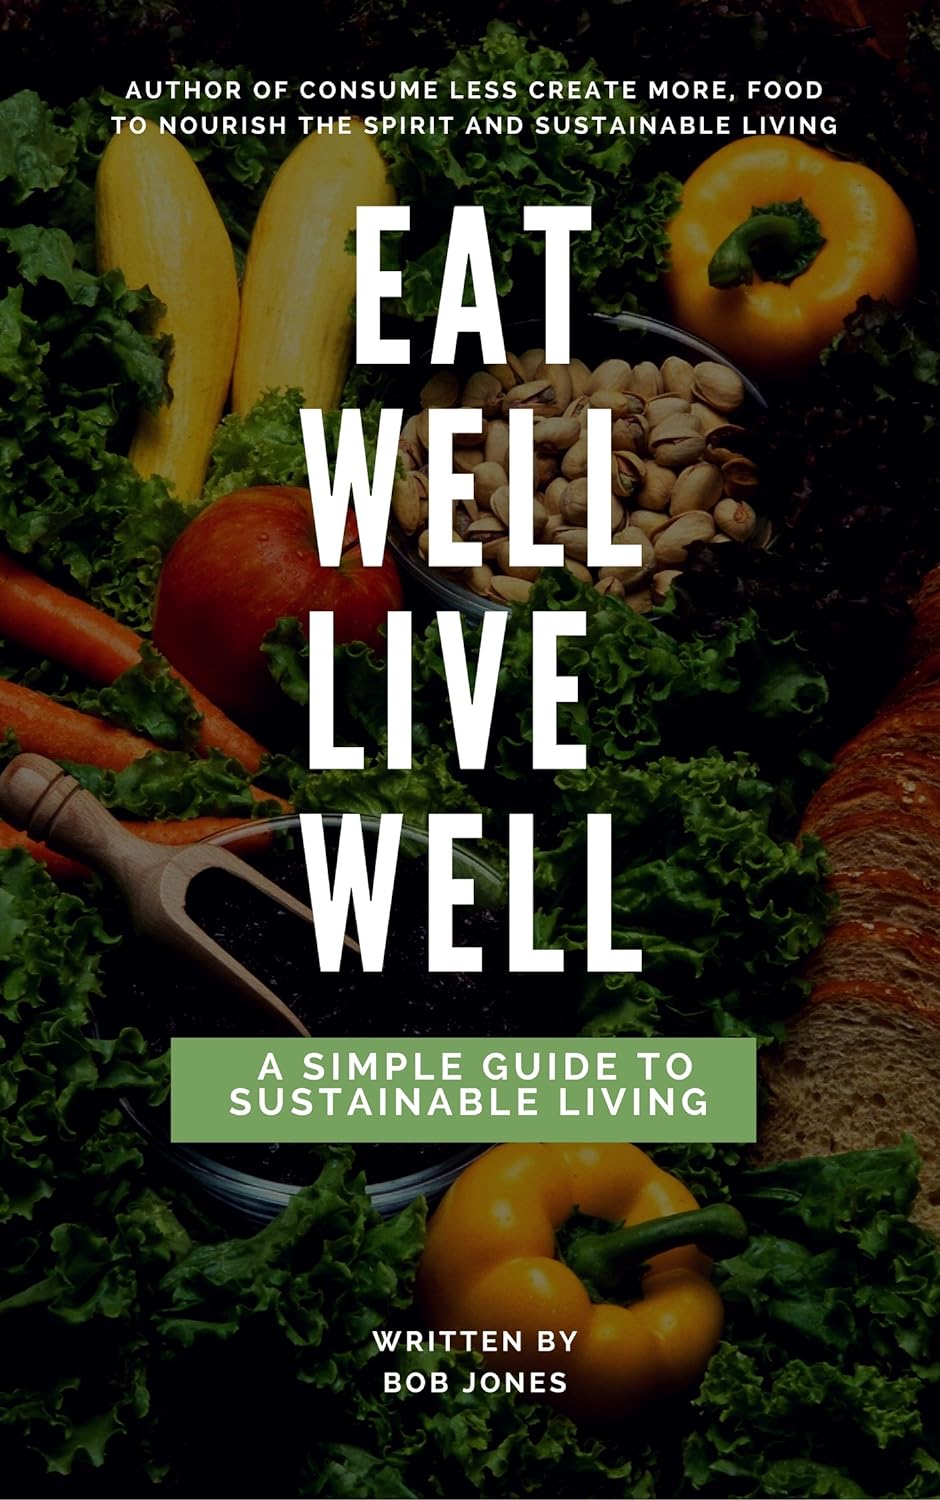 AUTHOR OF CONSUME LESS CREATE MORE, FOOD
TO NOURISH THE SPIRIT AND SUSTAINABLE LIVING
EAT
WELL
LIVE
WELL
A SIMPLE GUIDE TO
SUSTAINABLE LIVING
WRITTEN BY
BOB JONES